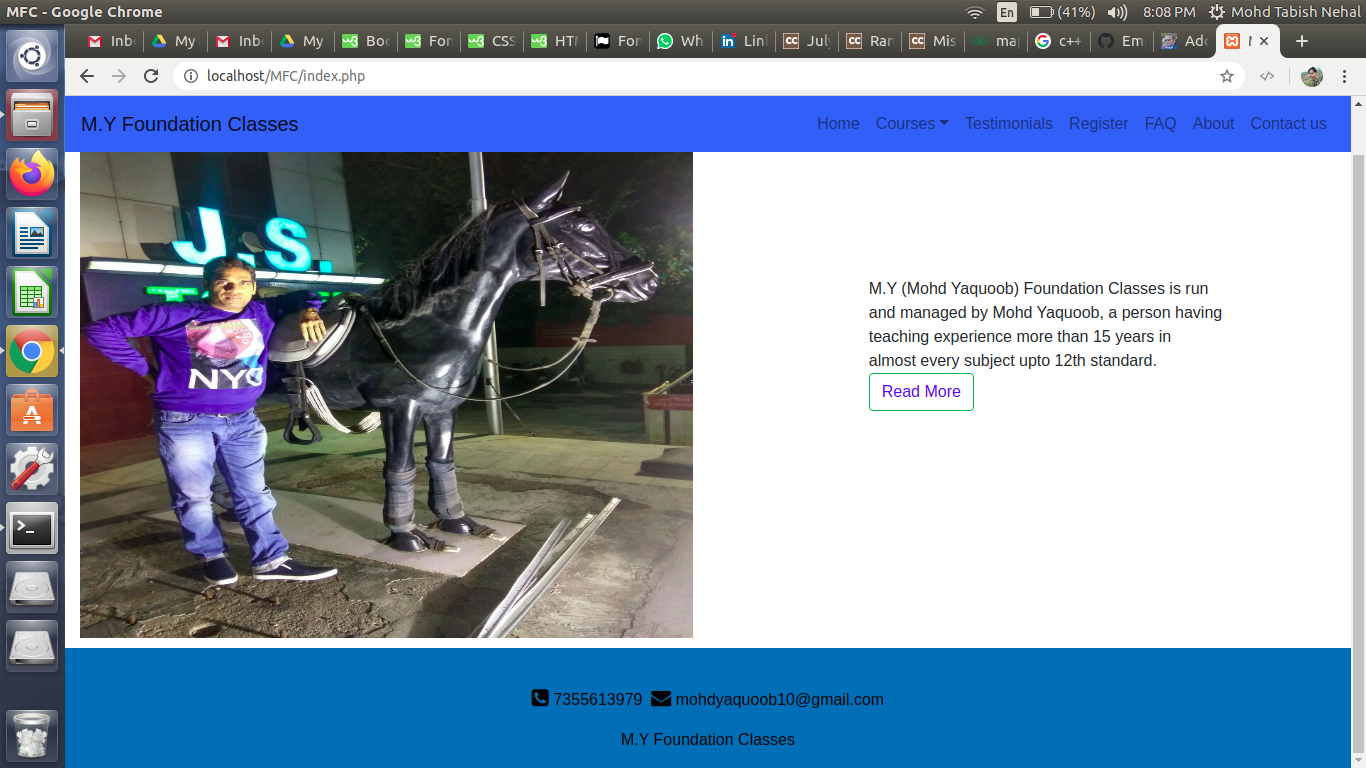 MFC - Google Chrome
En
(41%)
8:08 PM
Mohd Tabish Nehal
Inb
My
Inb
My
Boo
For
CSS
HTM
For
Wh
Link
July
Ran
Mis
ma
c++
Em
Add
localhost/MFC/index.php
M.Y Foundation Classes
Home
Courses
Testimonials
Register
FAQ
About
Contact us
J.S.
NYC
M.Y (Mohd Yaquoob) Foundation Classes is run
and managed by Mohd Yaquoob, a person having
teaching experience more than 15 years in
almost every subject upto 12th standard.
Read More
7355613979 mohdyaquoob10@gmail.com
M.Y Foundation Classes